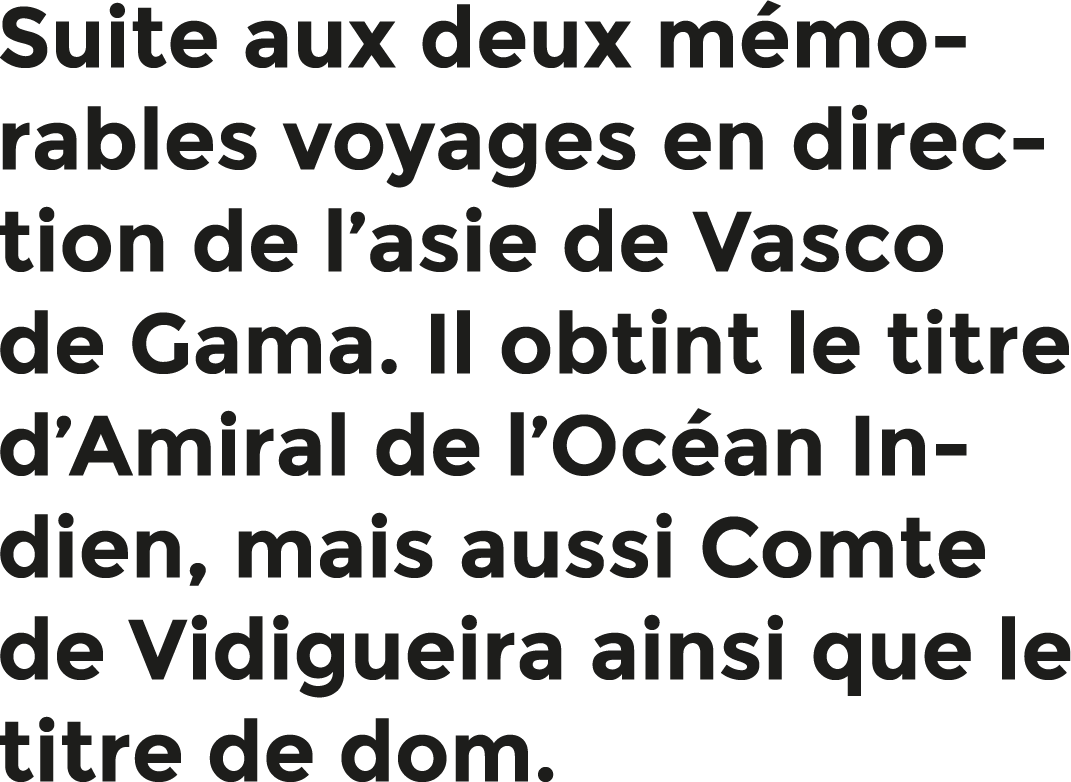 Suite aux deux mémo-
rables voyages en direc-
tion de l’asie de Vasco
de Gama. Il obtint le titre
d’Amiral de l’Océan In-
dien, mais aussi Comte
de Vidigueira ainsi que le
titre de dom.